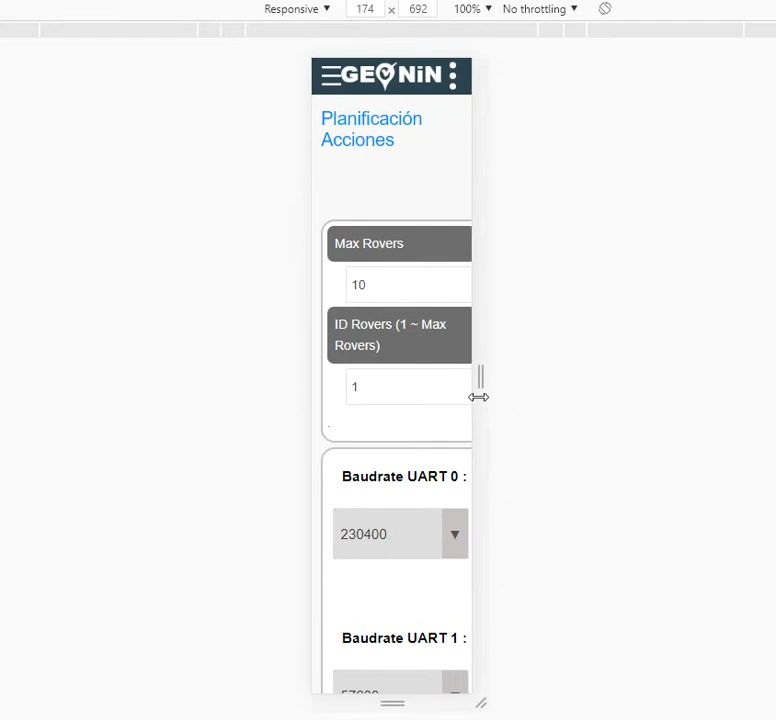 Responsive ▼ 174 x 692 100% ▼ No throttling ▼
GEONiN
Planificación
Acciones
Max Rovers
10
ID Rovers (1 ~ Max
Rovers)
1
.
Baudrate UART 0 :
230400
Baudrate UART 1 :